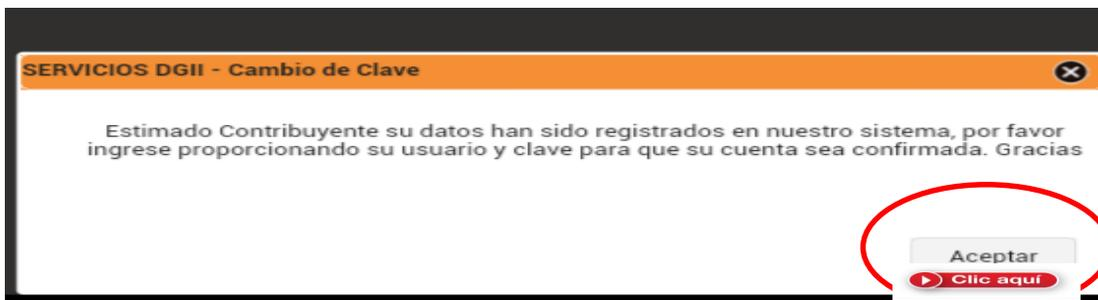 SERVICIOS DGII - Cambio de Clave
Estimado Contribuyente su datos han sido registrados en nuestro sistema, por favor
ingrese proporcionando su usuario y clave para que su cuenta sea confirmada. Gracias
Aceptar
Clic aquí